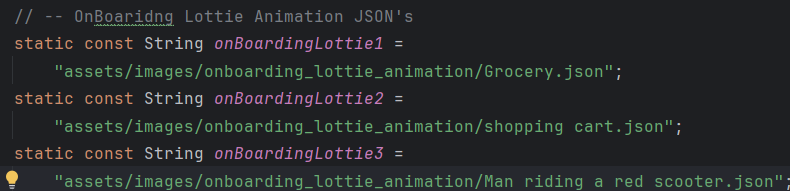 // -- OnBoaridng Lottie Animation JSON's
static const String onBoardingLottie1 =
"assets/images/onboarding_lottie_animation/Grocery.json";
static const String onBoardingLottie2 =
"assets/images/onboarding_lottie_animation/shopping cart.json";
static const String onBoardingLottie3 =
"assets/images/onboarding_lottie_animation/Man riding a red scooter.json";